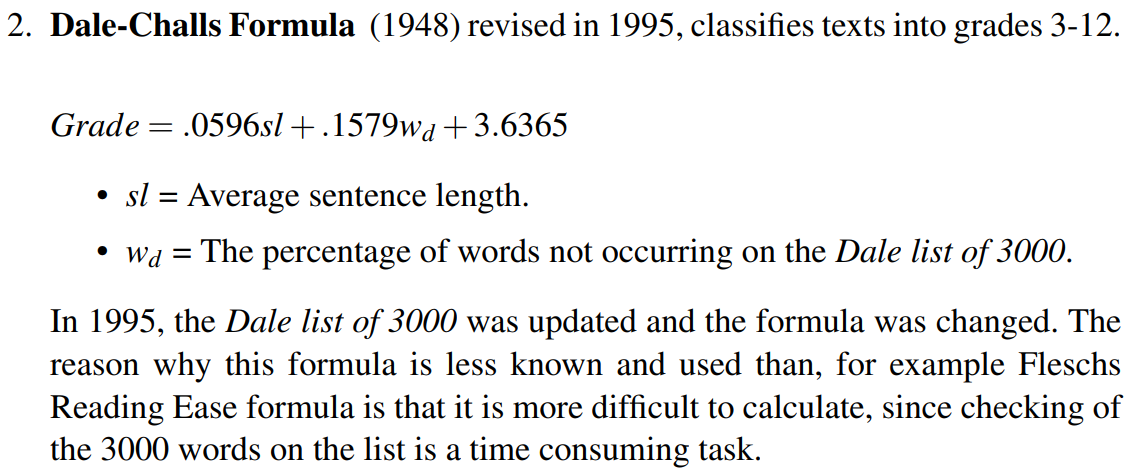 2. Dale-Challs Formula (1948) revised in 1995, classifies texts into grades 3-12.
Grade = .0596sl + .1579w_d + 3.6365
• sl = Average sentence length.
• w_d = The percentage of words not occurring on the Dale list of 3000.
In 1995, the Dale list of 3000 was updated and the formula was changed. The
reason why this formula is less known and used than, for example Fleschs
Reading Ease formula is that it is more difficult to calculate, since checking of
the 3000 words on the list is a time consuming task.